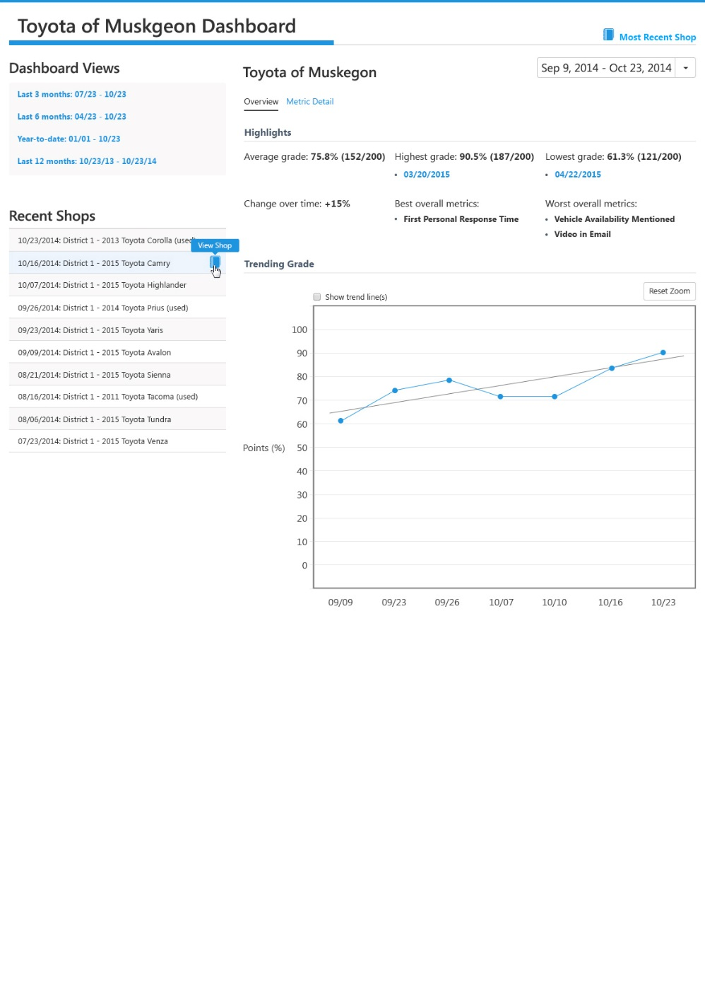 Toyota of Muskgeon Dashboard
Most Recent Shop
Dashboard Views
Last 3 months: 07/23 - 10/23
Last 6 months: 04/23 - 10/23
Year-to-date: 01/01 - 10/23
Last 12 months: 10/23/13 - 10/23/14
Recent Shops
10/23/2014: District 1 - 2013 Toyota Corolla (used)
View Shop
10/16/2014: District 1 - 2015 Toyota Camry
10/07/2014: District 1 - 2015 Toyota Highlander
09/26/2014: District 1 - 2014 Toyota Prius (used)
09/23/2014: District 1 - 2015 Toyota Yaris
09/09/2014: District 1 - 2015 Toyota Avalon
08/21/2014: District 1 - 2015 Toyota Sienna
08/16/2014: District 1 - 2011 Toyota Tacoma (used)
08/06/2014: District 1 - 2015 Toyota Tundra
07/23/2014: District 1 - 2015 Toyota Venza
Toyota of Muskegon
Sep 9, 2014 - Oct 23, 2014
Overview Metric Detail
Highlights
Average grade: 75.8% (152/200)
Highest grade: 90.5% (187/200)
• 03/20/2015
Lowest grade: 61.3% (121/200)
• 04/22/2015
Change over time: +15%
Best overall metrics:
• First Personal Response Time
Worst overall metrics:
• Vehicle Availability Mentioned
• Video in Email
Trending Grade
Show trend line(s)
Reset Zoom
100
90
80
70
60
Points (%) 50
40
30
20
10
0
09/09 09/23 09/26 10/07 10/10 10/16 10/23